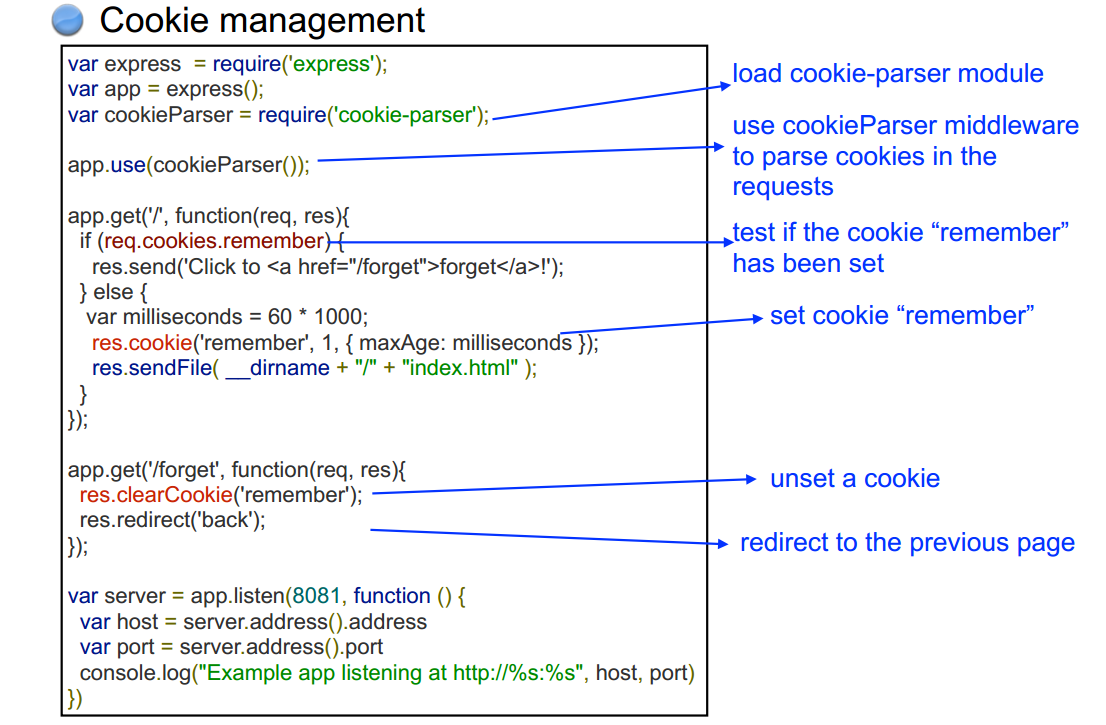 Cookie management
var express  = require('express');
var app = express();
var cookieParser = require('cookie-parser');
app.use(cookieParser());
app.get('/', function(req, res){
if (req.cookies.remember) {
res.send('Click to <a href="/forget">forget</a>!');
} else {
var milliseconds = 60 * 1000;
res.cookie('remember', 1, { maxAge: milliseconds });
res.sendFile( __dirname + "/" + "index.html" );
}
});
app.get('/forget', function(req, res){
res.clearCookie('remember');
res.redirect('back');
});
var server = app.listen(8081, function () {
var host = server.address().address
var port = server.address().port
console.log("Example app listening at http://%s:%s", host, port)
})
load cookie-parser module
use cookieParser middleware
to parse cookies in the
requests
test if the cookie “remember”
has been set
set cookie “remember”
unset a cookie
redirect to the previous page